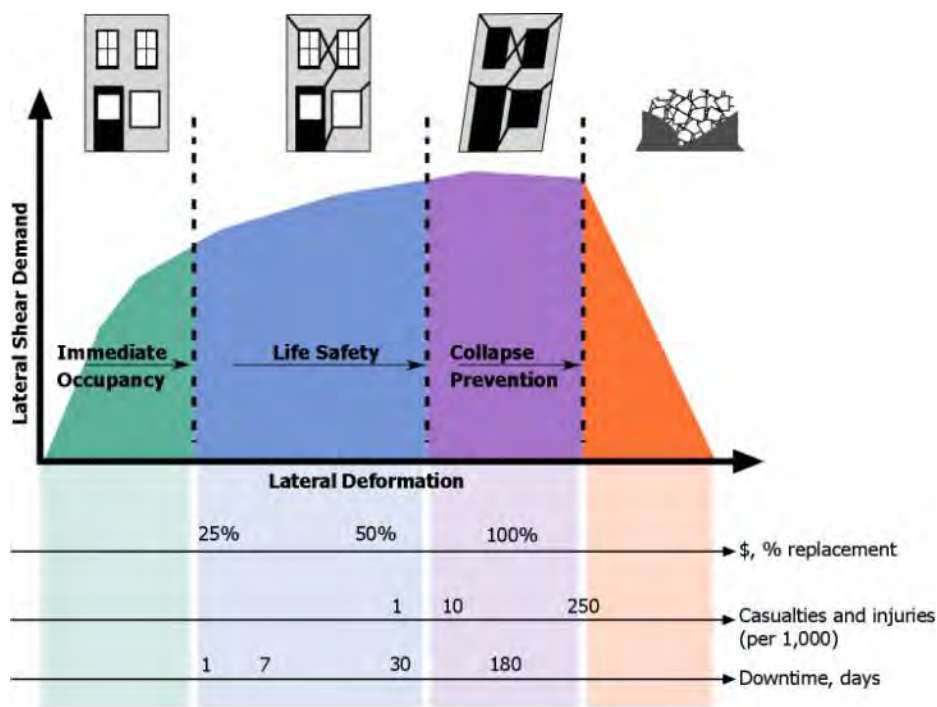 Lateral Shear Demand
Immediate
Occupancy
Life Safety
Collapse
Prevention
Lateral Deformation
25% 50% 100%
$, % replacement
1 10 250
Casualties and injuries
(per 1,000)
1 7 30 180
Downtime, days